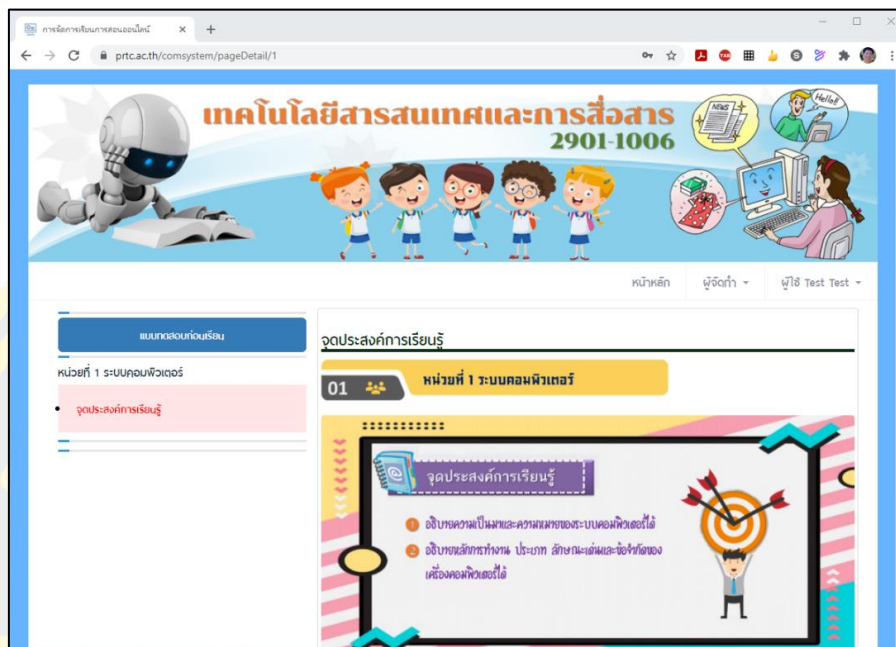 การจัดการเรียนการสอนออนไลน์
prtc.ac.th/comsystem/pageDetail/1
เทคโนโลยีสารสนเทศและการสื่อสาร
2901-1006
NEWS
Hello!
หน้าหลัก ผู้จัดทำ ผู้ใช้ Test Test
แบบทดสอบก่อนเรียน
หน่วยที่ 1 ระบบคอมพิวเตอร์
จุดประสงค์การเรียนรู้
จุดประสงค์การเรียนรู้
01 หน่วยที่ 1 ระบบคอมพิวเตอร์
จุดประสงค์การเรียนรู้
1 อธิบายความเป็นมาและความหมายของระบบคอมพิวเตอร์ได้
2 อธิบายหลักการทำงาน ประเภท ลักษณะเด่นและข้อจำกัดของ
เครื่องคอมพิวเตอร์ได้